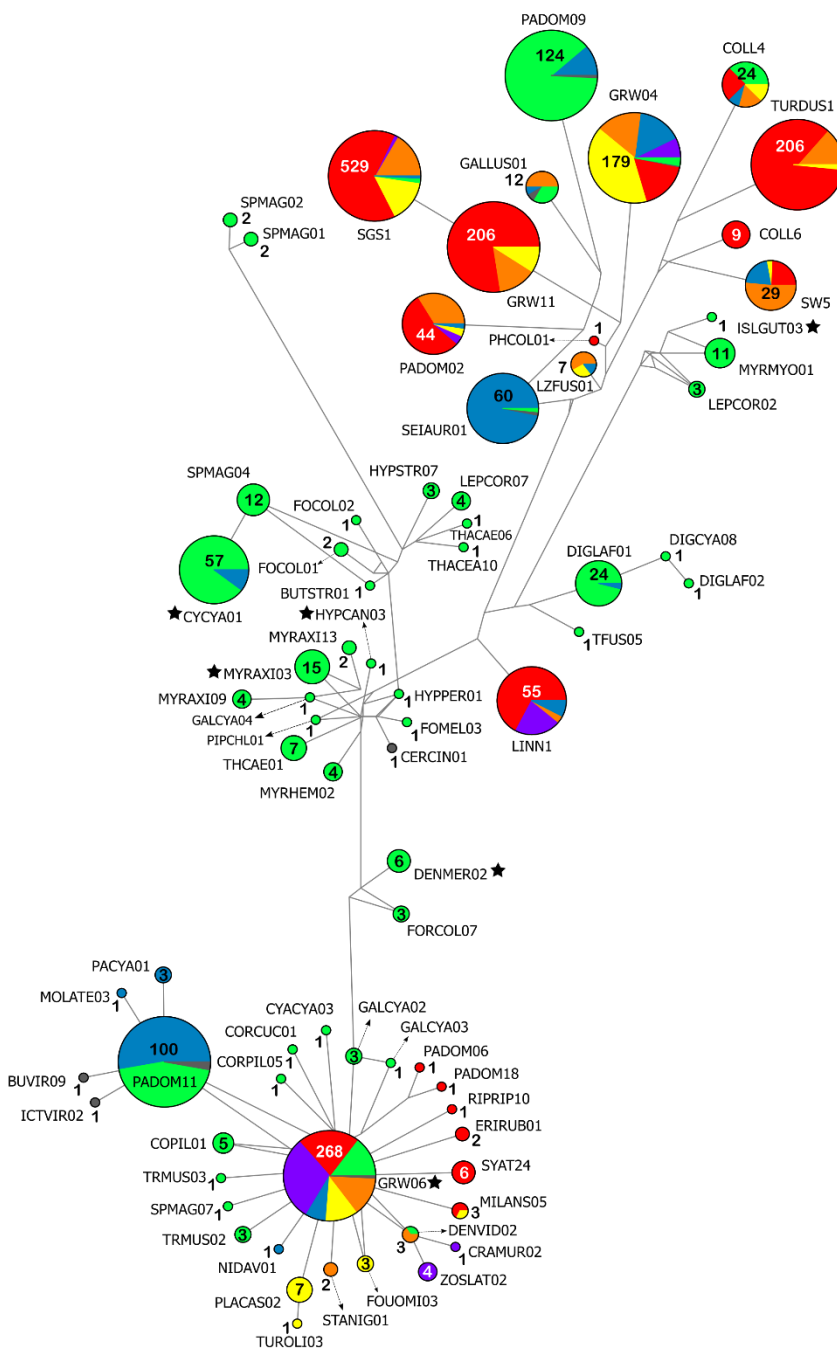 PADOM09
124
COLL4
24
GRW04
179
TURDUS1
206
529
SGS1
GALLUS01
12
206
GRW11
SPMAG02
2
SPMAG01
2
9
COLL6
29
SW5
1
ISLGUT03
11
MYRMYO01
3
LEPCOR02
44
PADOM02
PHCOL01
1
7
LZFUS01
60
SEIAUR01
SPMAG04
12
HYPSTR07
3
LEPCOR07
4
FOCOL02
1
1
THACAE06
1
THACEA10
57
CYCYA01
2
FOCOL01
BUTSTR01
1
DIGLAF01
24
DIGCYA08
1
DIGLAF02
1
TFUS05
1
HYPCAN03
1
MYRAXI13
2
MYRAXI03
15
MYRAXI09
4
GALCYA04
1
PIPCHL01
1
HYPPER01
1
FOMEL03
1
CERCIN01
1
THCAE01
7
MYRHEM02
4
55
LINN1
6
DENMER02
3
FORCOL07
PACYA01
3
MOLATE03
1
100
PADOM11
BUVIR09
1
ICTVIR02
1
CYACYA03
1
CORCUC01
1
CORPIL05
1
GALCYA02
3
GALCYA03
1
PADOM06
1
PADOM18
1
RIPRIP10
1
ERIRUB01
2
SYAT24
6
268
GRW06
COPIL01
5
TRMUS03
1
SPMAG07
1
TRMUS02
3
NIDAV01
1
MILANS05
3
DENVID02
3
CRAMUR02
1
4
ZOSLAT02
PLACAS02
7
TUROLI03
1
2
STANIG01
3
FOUOMI03